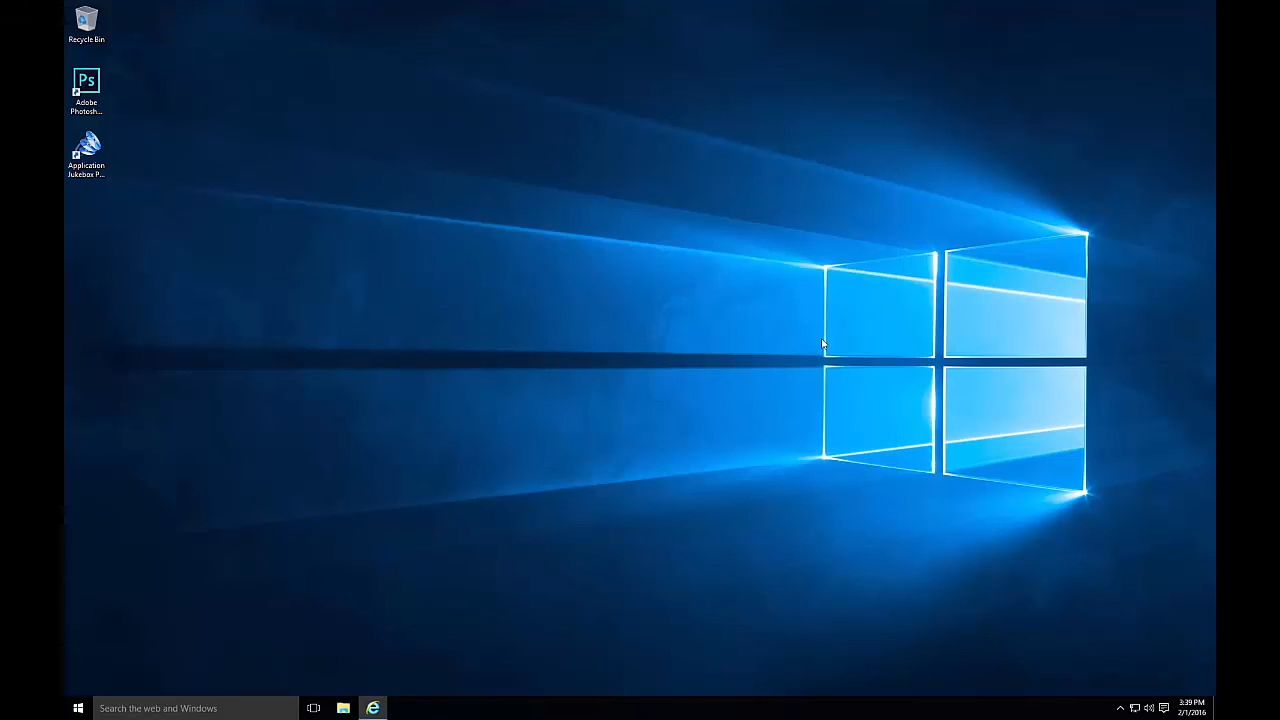 Recycle Bin
Ps
Adobe
Photosh...
Application
Jukebox P...
Search the web and Windows
3:39 PM
2/1/2016